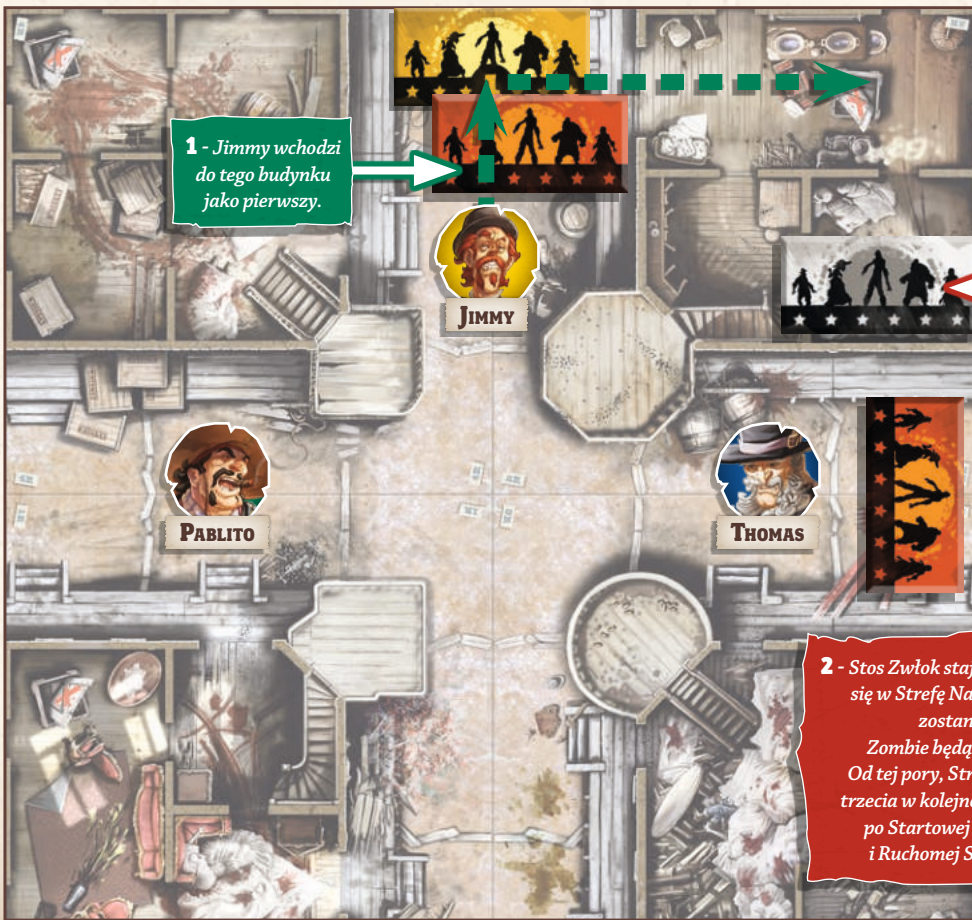 1 - Jimmy wchodzi
do tego budynku
jako pierwszy.
JIMMY
PABLITO
THOMAS
2 - Stos Zwłok staj
się w Strefę Na
zostan
Zombie będą
Od tej pory, Str
trzecia w kolejno
po Startowej
i Ruchomej S